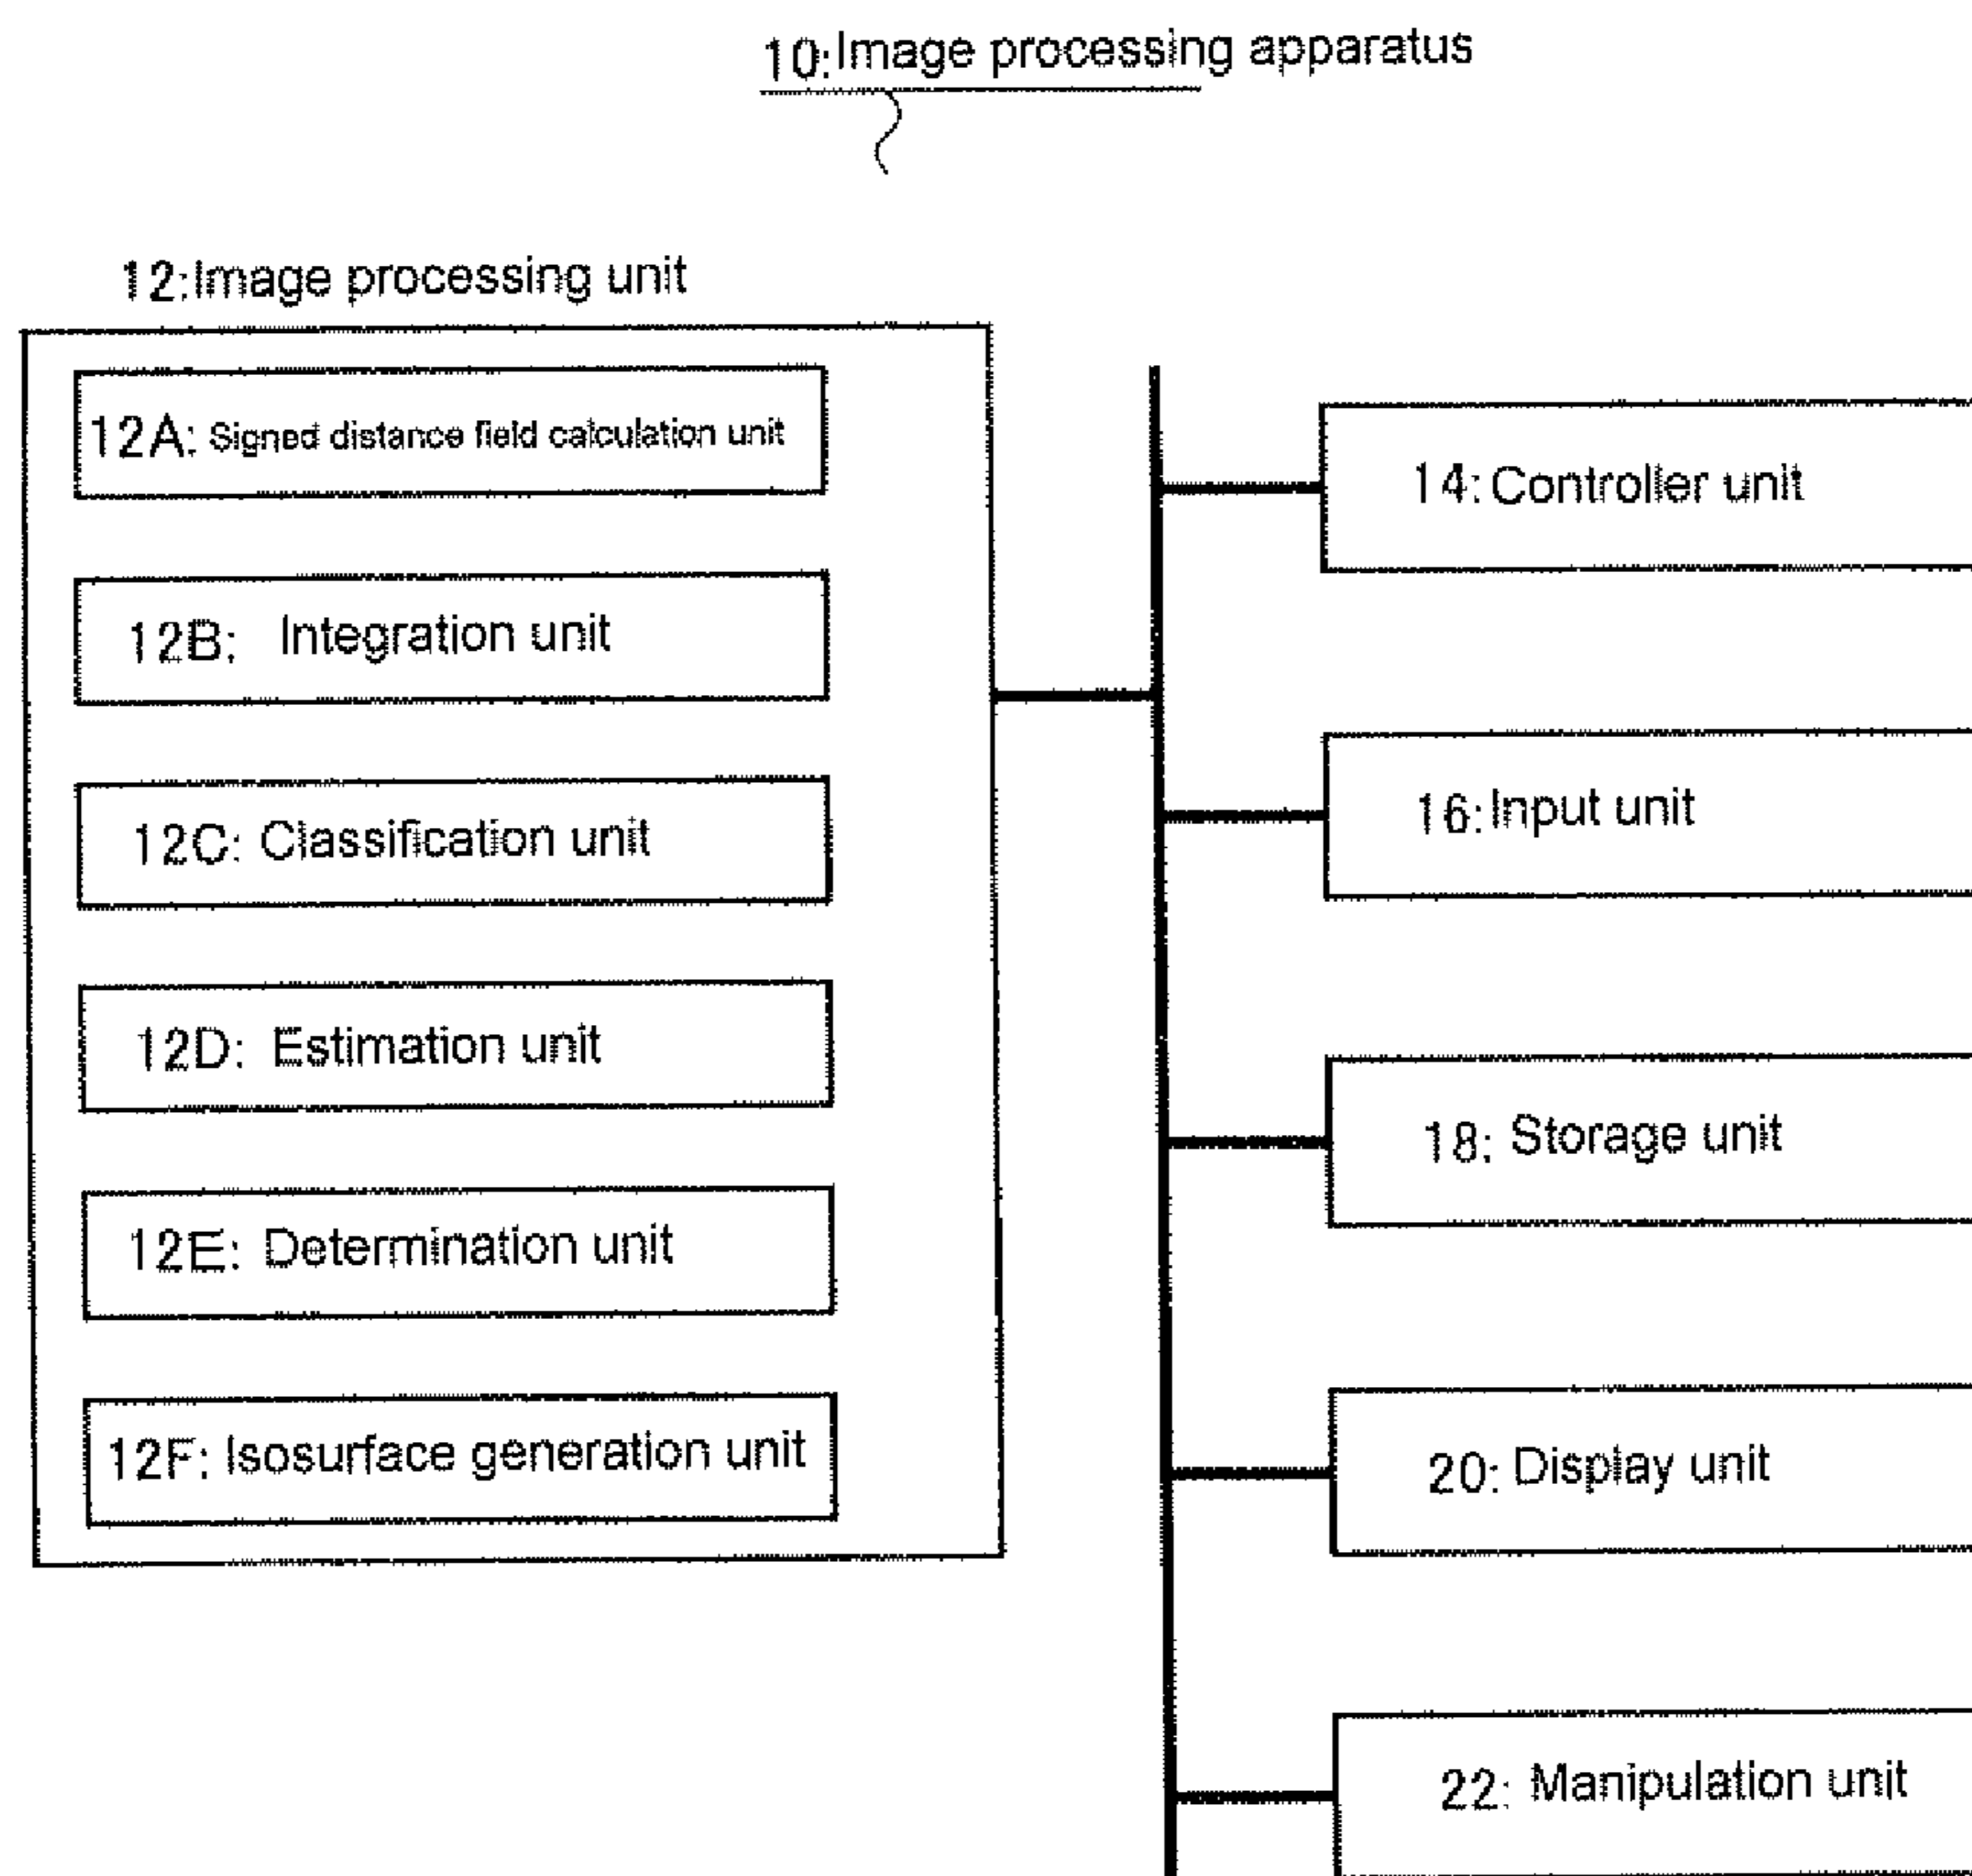 10:Image processing apparatus
12:Image processing unit
12A: Signed distance field calculation unit
12B: Integration unit
12C: Classification unit
12D: Estimation unit
12E: Determination unit
12F: Isosurface generation unit
14: Controller unit
16: Input unit
18: Storage unit
20: Display unit
22: Manipulation unit